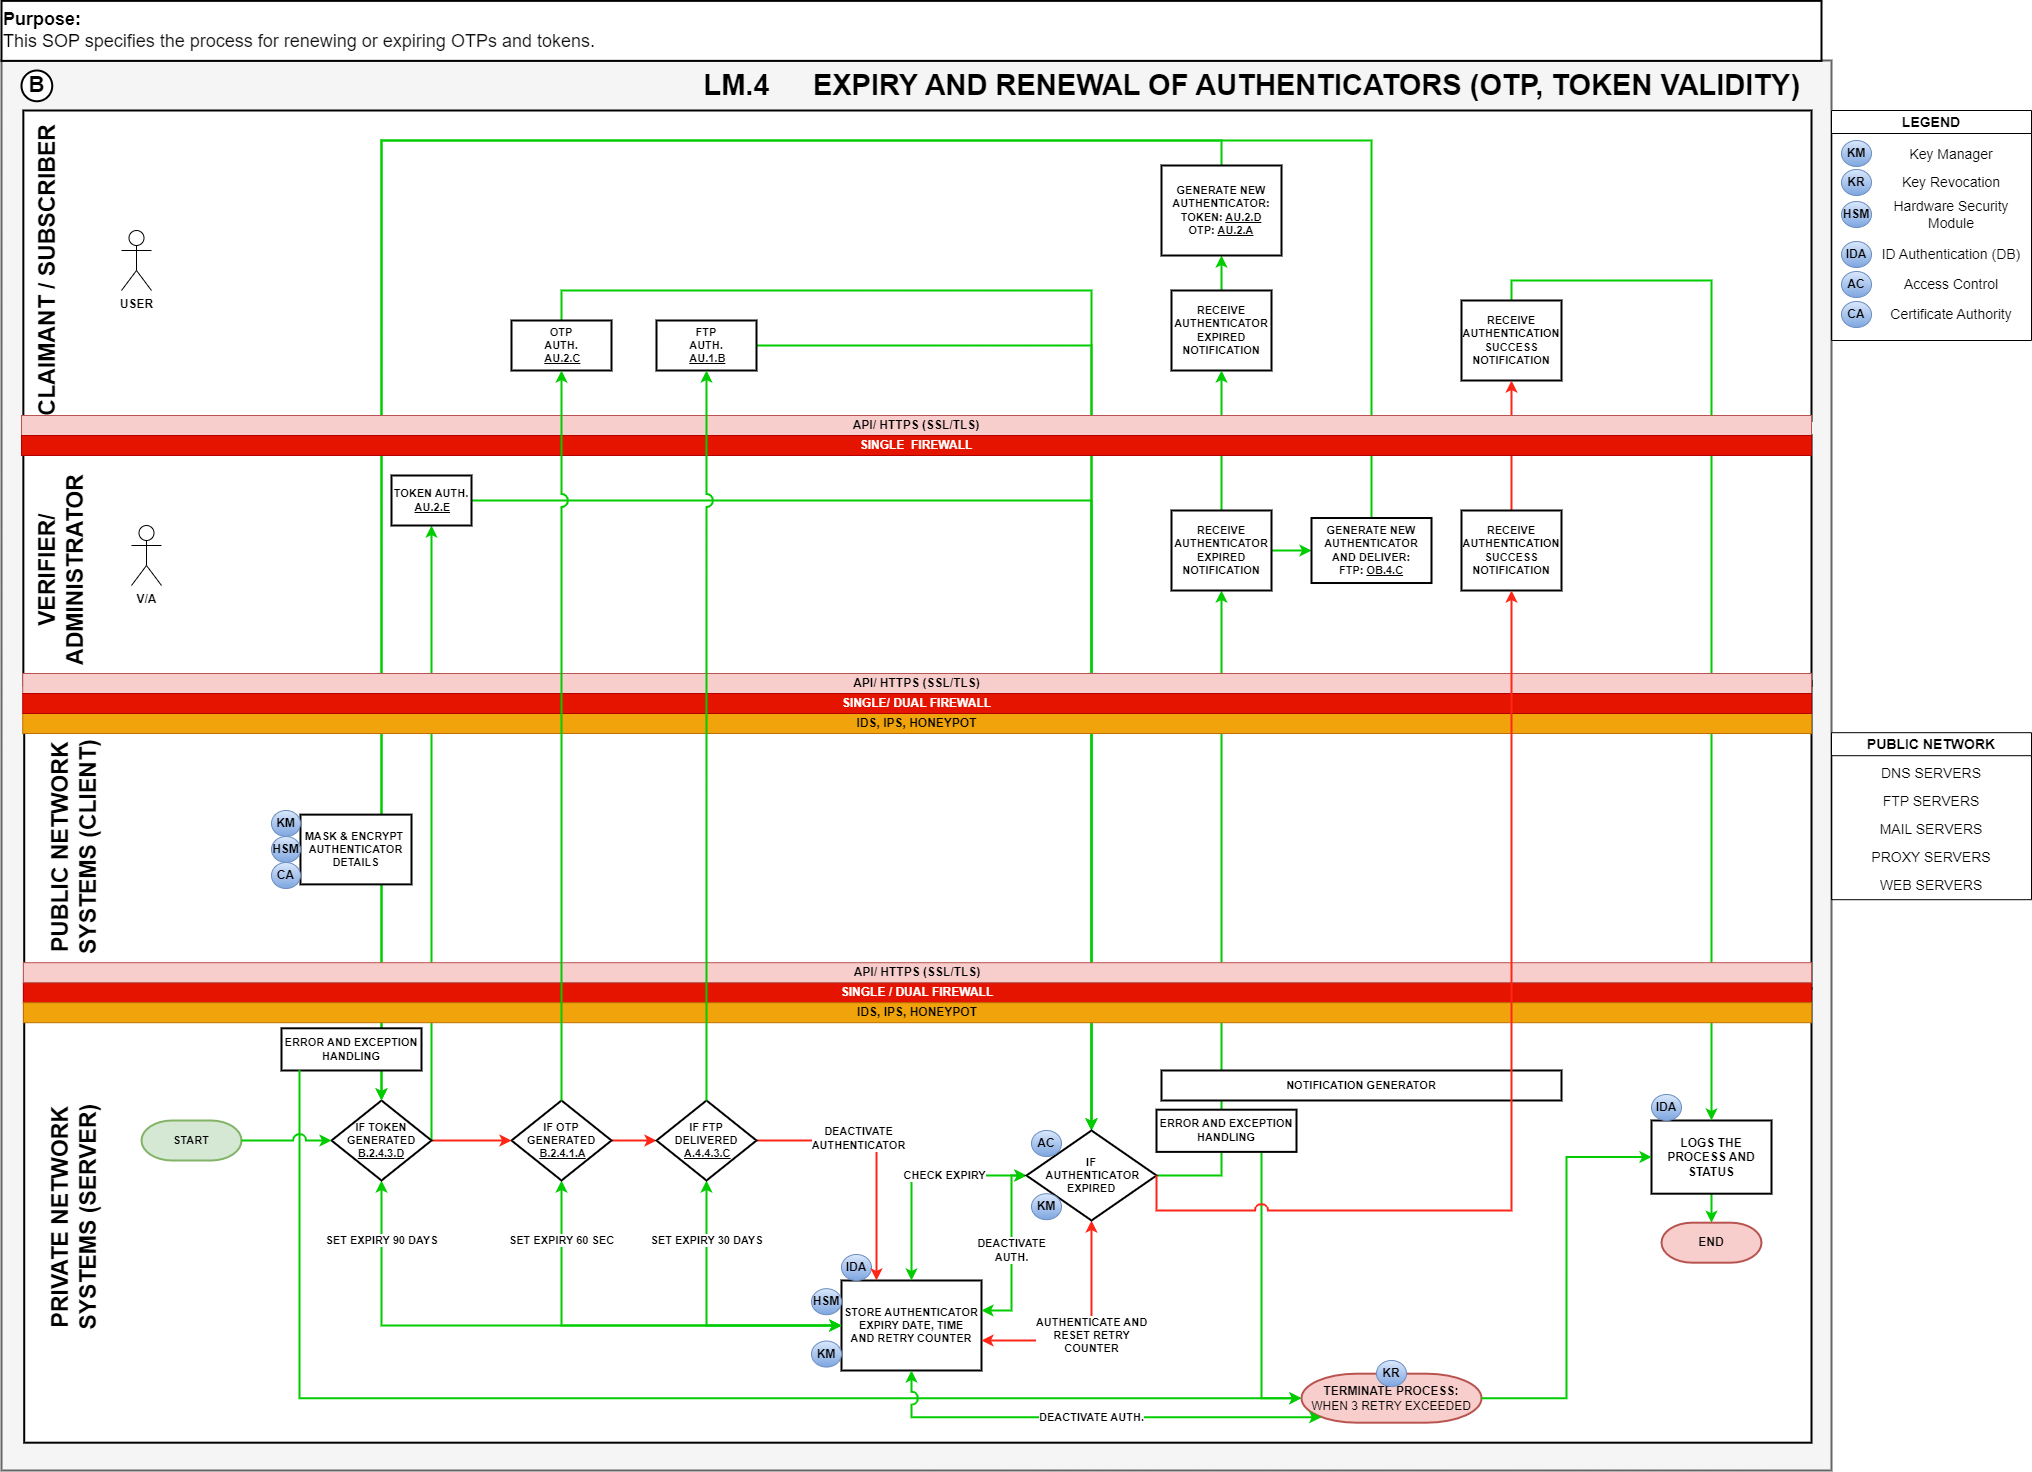 Purpose:
This SOP specifies the process for renewing or expiring OTPs and tokens.
B
LM.4 EXPIRY AND RENEWAL OF AUTHENTICATORS (OTP, TOKEN VALIDITY)
LEGEND
KM Key Manager
KR Key Revocation
HSM Hardware Security
Module
IDA ID Authentication (DB)
AC Access Control
CA Certificate Authority
CLAIMANT / SUBSCRIBER
USER
OTP
AUTH.
AU.2.C
FTP
AUTH.
AU.1.B
GENERATE NEW
AUTHENTICATOR:
TOKEN: AU.2.D
OTP: AU.2.A
RECEIVE
AUTHENTICATOR
EXPIRED
NOTIFICATION
RECEIVE
AUTHENTICATION
SUCCESS
NOTIFICATION
API/ HTTPS (SSL/TLS)
SINGLE FIREWALL
VERIFIER/
ADMINISTRATOR
V/A
TOKEN AUTH.
AU.2.E
RECEIVE
AUTHENTICATOR
EXPIRED
NOTIFICATION
GENERATE NEW
AUTHENTICATOR
AND DELIVER:
FTP: OB.4.C
RECEIVE
AUTHENTICATION
SUCCESS
NOTIFICATION
API/ HTTPS (SSL/TLS)
SINGLE/ DUAL FIREWALL
IDS, IPS, HONEYPOT
PUBLIC NETWORK
SYSTEMS (CLIENT)
KM
HSM
CA
MASK & ENCRYPT
AUTHENTICATOR
DETAILS
PUBLIC NETWORK
DNS SERVERS
FTP SERVERS
MAIL SERVERS
PROXY SERVERS
WEB SERVERS
API/ HTTPS (SSL/TLS)
SINGLE / DUAL FIREWALL
IDS, IPS, HONEYPOT
PRIVATE NETWORK
SYSTEMS (SERVER)
ERROR AND EXCEPTION
HANDLING
START
IF TOKEN
GENERATED
B.2.4.3.D
IF OTP
GENERATED
B.2.4.1.A
IF FTP
DELIVERED
A.4.4.3.C
DEACTIVATE
AUTHENTICATOR
CHECK EXPIRY
AC
IF
AUTHENTICATOR
EXPIRED
KM
NOTIFICATION GENERATOR
ERROR AND EXCEPTION
HANDLING
IDA
LOGS THE
PROCESS AND
STATUS
END
SET EXPIRY 90 DAYS
SET EXPIRY 60 SEC
SET EXPIRY 30 DAYS
DEACTIVATE
AUTH.
IDA
HSM
KM
STORE AUTHENTICATOR
EXPIRY DATE, TIME
AND RETRY COUNTER
AUTHENTICATE AND
RESET RETRY
COUNTER
KR
TERMINATE PROCESS:
WHEN 3 RETRY EXCEEDED
DEACTIVATE AUTH.